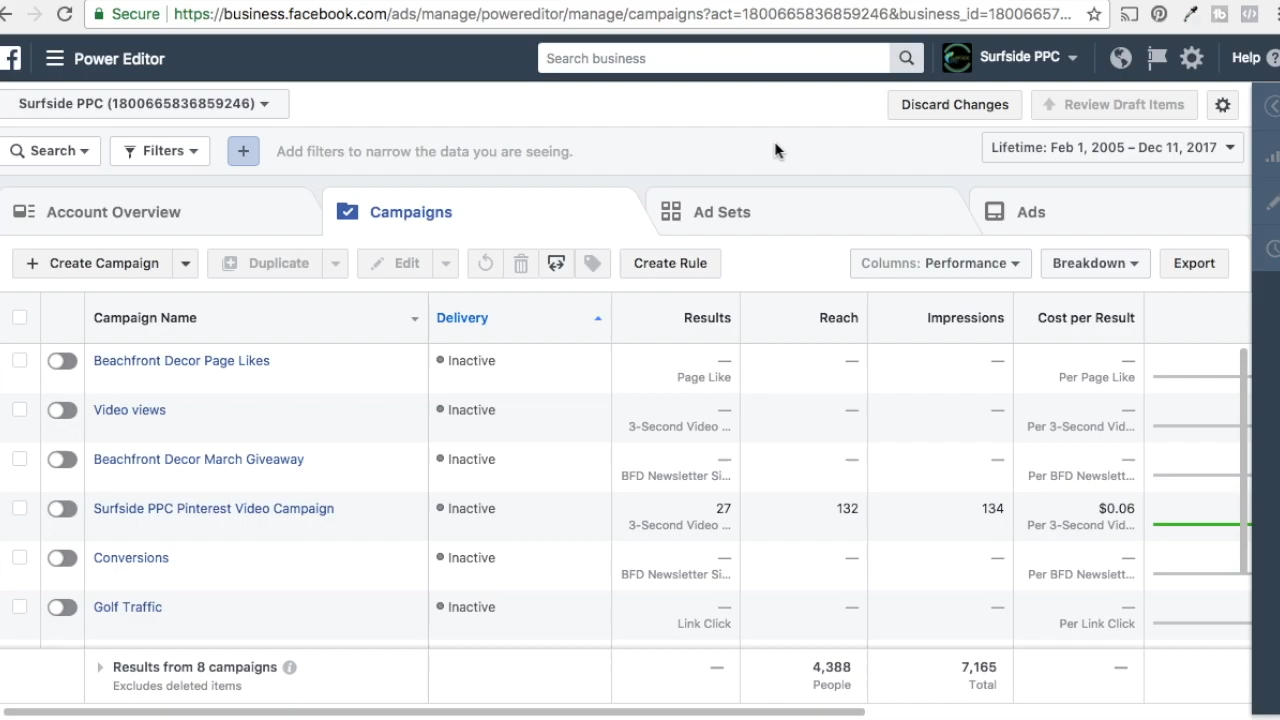 Secure https://business.facebook.com/ads/manage/powereditor/manage/campaigns?act=1800665836859246&business_id=18006657...
Power Editor Search business Surfside PPC Help
Surfside PPC (1800665836859246) Discard Changes Review Draft Items
Search Filters + Add filters to narrow the data you are seeing. Lifetime: Feb 1, 2005 – Dec 11, 2017
Account Overview Campaigns Ad Sets Ads
+ Create Campaign Duplicate Edit Create Rule Columns: Performance Breakdown Export
Campaign Name Delivery Results Reach Impressions Cost per Result
Beachfront Decor Page Likes Inactive — — — —
Page Like Per Page Like
Video views Inactive — — — —
3-Second Video ... Per 3-Second Vid...
Beachfront Decor March Giveaway Inactive — — — —
BFD Newsletter Si... Per BFD Newslett...
Surfside PPC Pinterest Video Campaign Inactive 27 132 134 $0.06
3-Second Video ... Per 3-Second Vid...
Conversions Inactive — — — —
BFD Newsletter Si... Per BFD Newslett...
Golf Traffic Inactive — — — —
Link Click Per Link Click
Results from 8 campaigns — 4,388 7,165 —
Excludes deleted items People Total